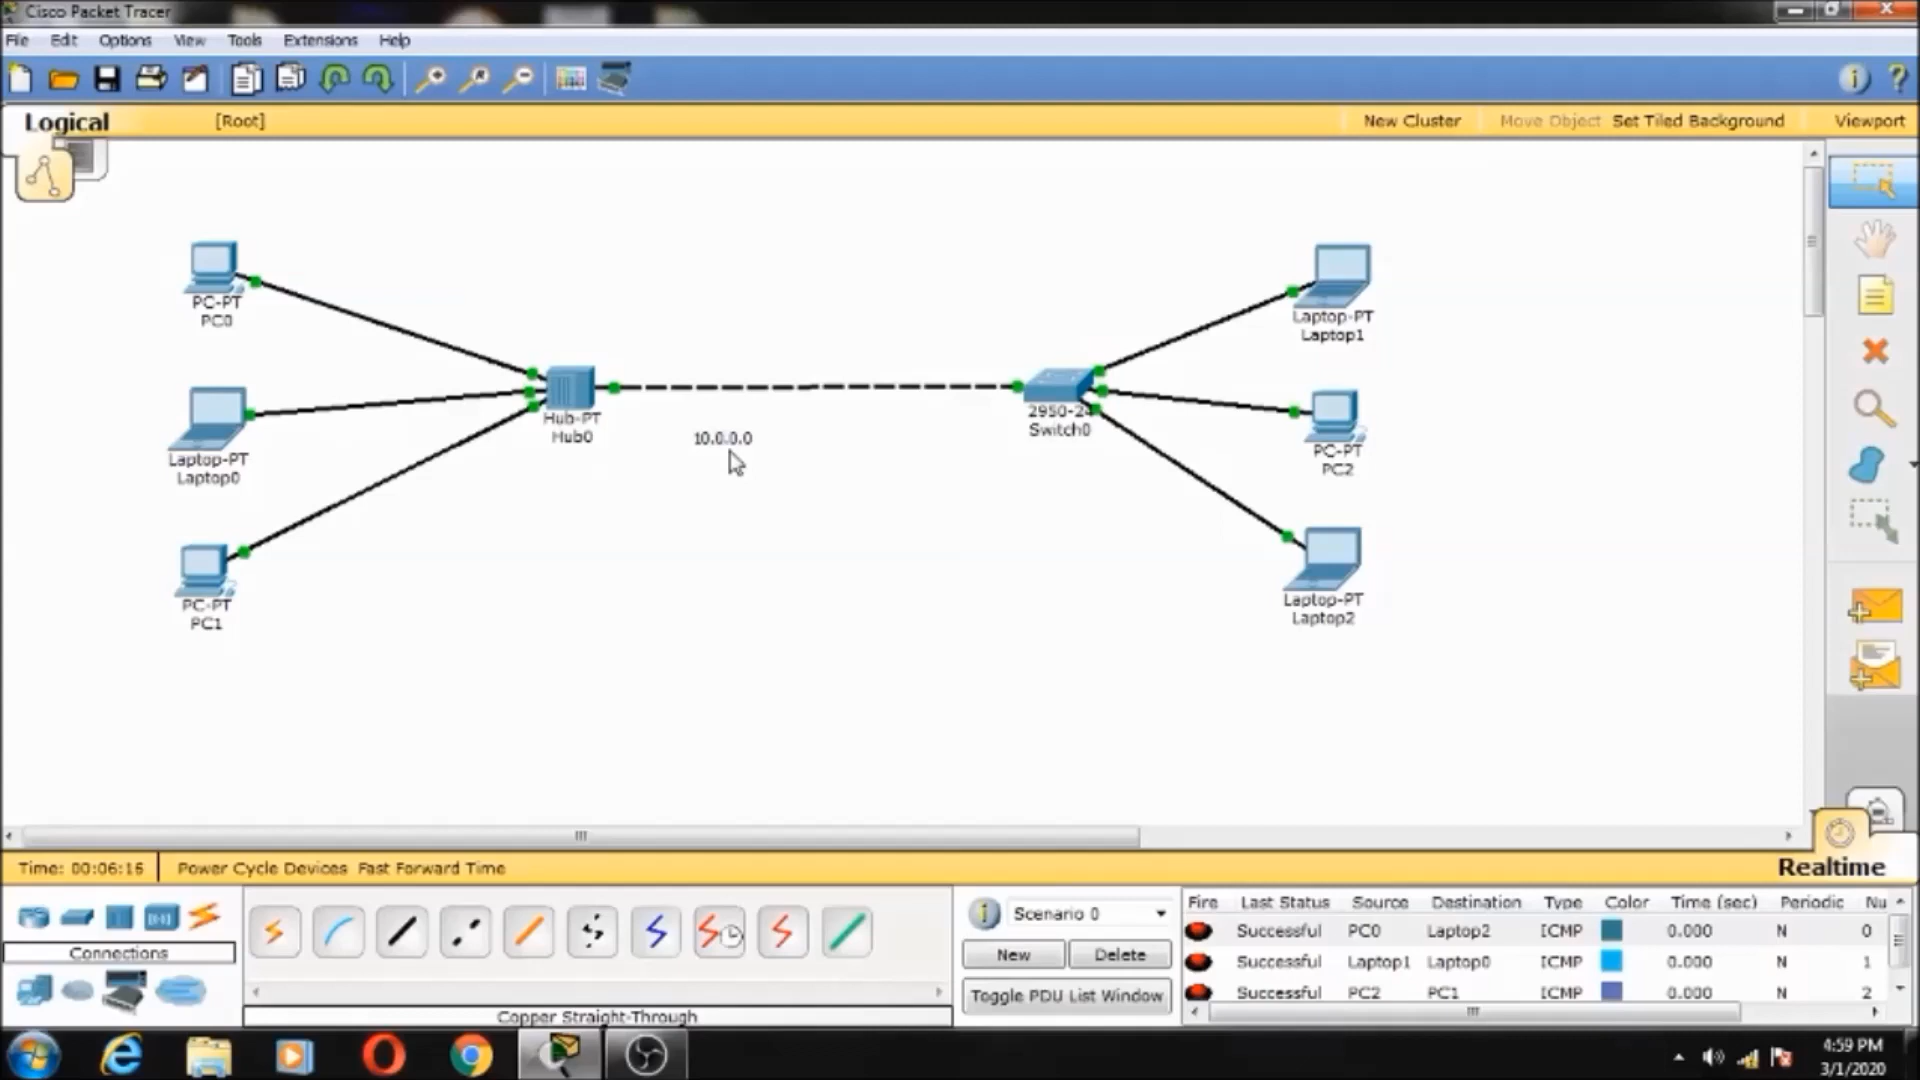 Cisco Packet Tracer
File Edit Options View Tools Extensions Help
Logical [Root] New Cluster Move Object Set Tiled Background Viewport
PC-PT
PC0
Laptop-PT
Laptop0
PC-PT
PC1
Hub-PT
Hub0
10.0.0.0
2950-24
Switch0
Laptop-PT
Laptop1
PC-PT
PC2
Laptop-PT
Laptop2
Time: 00:06:16 Power Cycle Devices Fast Forward Time Realtime
Connections
Copper Straight-Through
Scenario 0
New Delete
Toggle PDU List Window
Fire Last Status Source Destination Type Color Time (sec) Periodic Nu
Successful PC0 Laptop2 ICMP 0.000 N 0
Successful Laptop1 Laptop0 ICMP 0.000 N 1
Successful PC2 PC1 ICMP 0.000 N 2
4:59 PM
3/1/2020